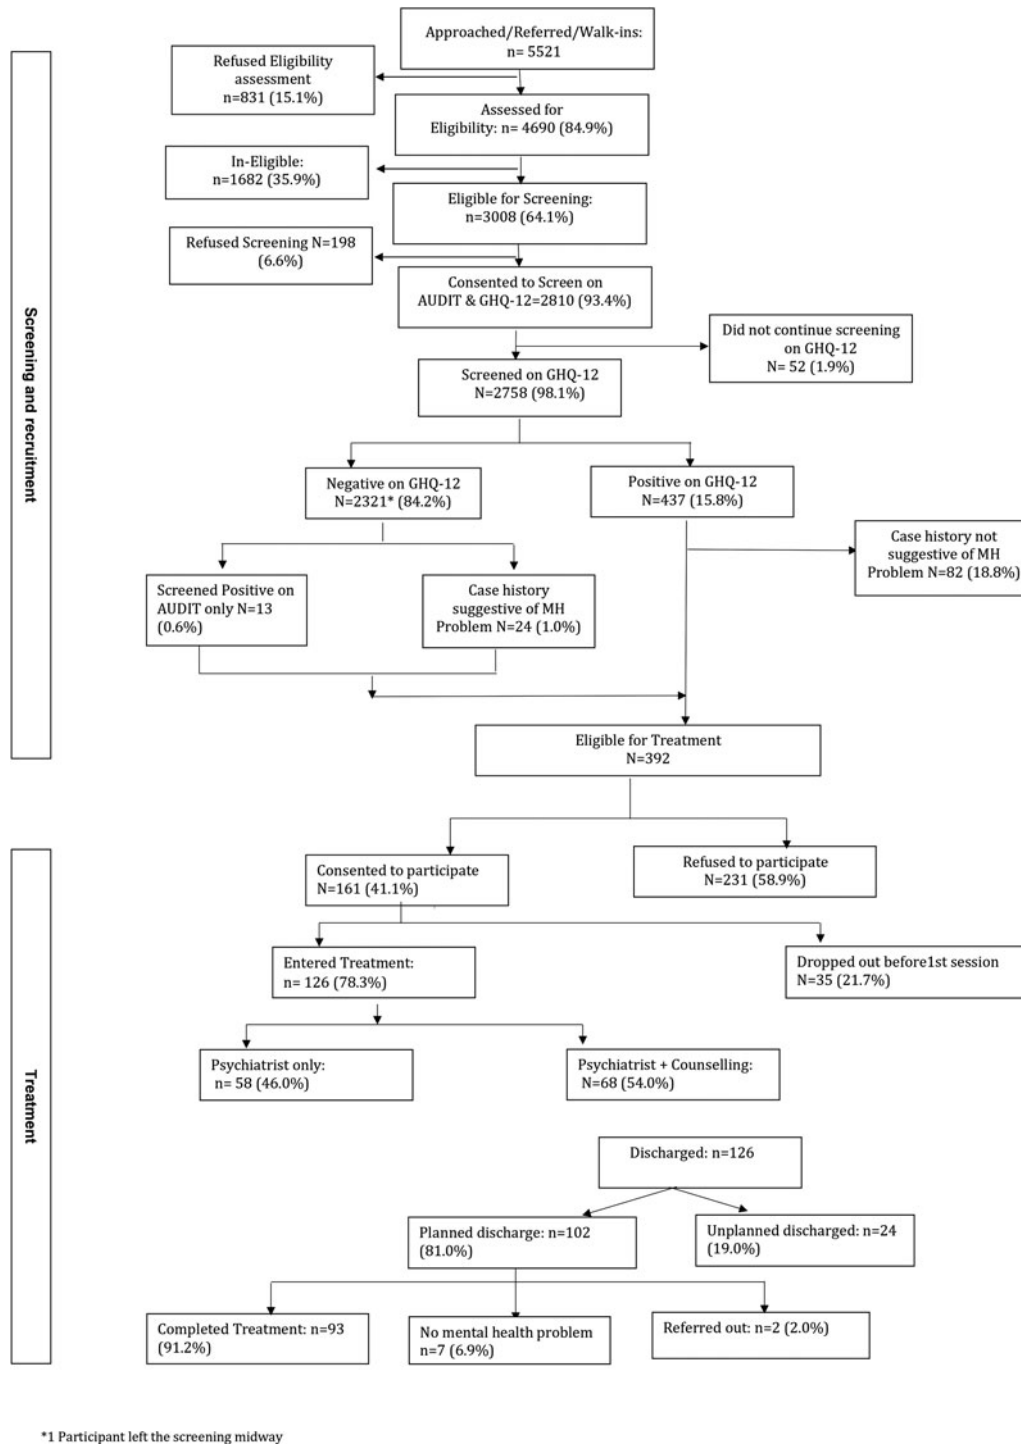 Approached/Referred/Walk-ins:
n= 5521
Refused Eligibility
assessment
n=831 (15.1%)
Assessed for
Eligibility: n= 4690 (84.9%)
In-Eligible:
n=1682 (35.9%)
Eligible for Screening:
n=3008 (64.1%)
Refused Screening N=198
(6.6%)
Consented to Screen on
AUDIT & GHQ-12=2810 (93.4%)
Did not continue screening
on GHQ-12
N= 52 (1.9%)
Screened on GHQ-12
N=2758 (98.1%)
Screening and recruitment
Negative on GHQ-12
N=2321* (84.2%)
Positive on GHQ-12
N=437 (15.8%)
Case history not
suggestive of MH
Problem N=82 (18.8%)
Screened Positive on
AUDIT only N=13
(0.6%)
Case history
suggestive of MH
Problem N=24 (1.0%)
Eligible for Treatment
N=392
Consented to participate
N=161 (41.1%)
Refused to participate
N=231 (58.9%)
Entered Treatment:
n= 126 (78.3%)
Dropped out before1st session
N=35 (21.7%)
Treatment
Psychiatrist only:
n= 58 (46.0%)
Psychiatrist + Counselling:
N=68 (54.0%)
Discharged: n=126
Planned discharge: n=102
(81.0%)
Unplanned discharged: n=24
(19.0%)
Completed Treatment: n=93
(91.2%)
No mental health problem
n=7 (6.9%)
Referred out: n=2 (2.0%)
*1 Participant left the screening midway